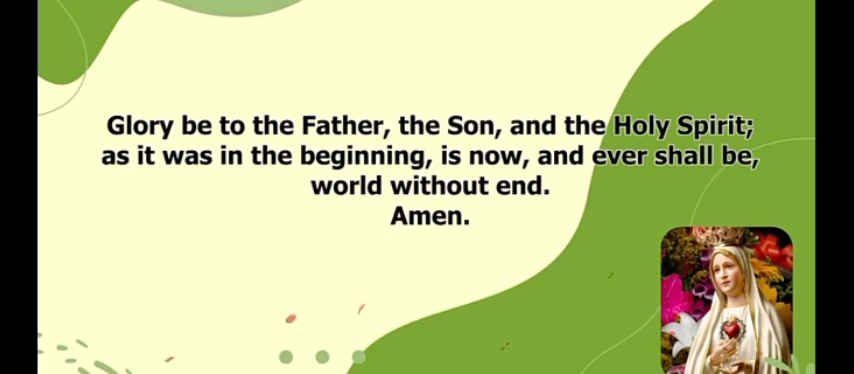 Glory be to the Father, the Son, and the Holy Spirit;
as it was in the beginning, is now, and ever shall be,
world without end.
Amen.